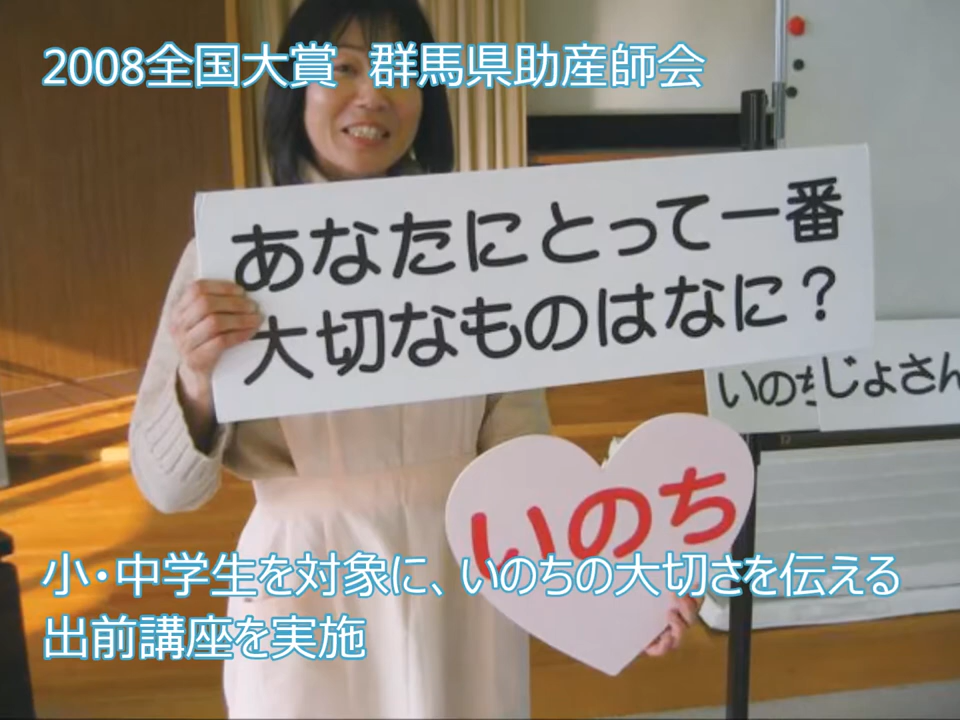 2008全国大賞　群馬県助産師会
あなたにとって一番
大切なものはなに？
いのち
じょさん
いのち
小・中学生を対象に、いのちの大切さを伝える
出前講座を実施